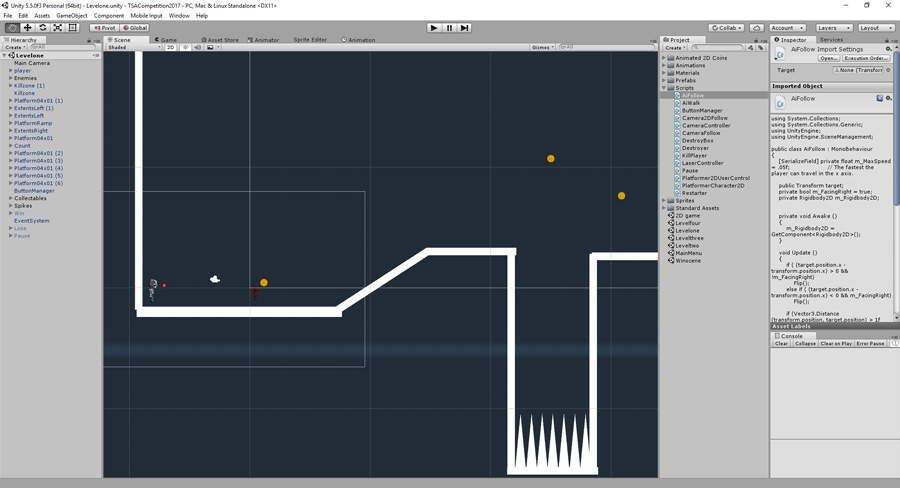 Unity 5.5.0f3 Personal (64bit) - Levelone.unity - TSACompetition2017 - PC, Mac & Linux Standalone <DX11>
File Edit Assets GameObject Component Mobile Input Window Help
Pivot Global Collab Account Layers Layout
Hierarchy
Create All
Levelone
Main Camera
player
Enemies
Killzone (1)
Killzone
Platform04x01 (1)
ExtentsLeft (1)
ExtentsLeft
PlatformRamp
ExtentsRight
Platform04x01
Count
Platform04x01 (2)
Platform04x01 (3)
Platform04x01 (4)
Platform04x01 (5)
Platform04x01 (6)
ButtonManager
Collectables
Spikes
Win
EventSystem
Lose
Pause
Scene Game Asset Store Animator Sprite Editor Animation
Shaded 2D Gizmos All
Project
Create
Animated 2D Coins
Animations
Materials
Prefabs
Scripts
AiFollow
AiWalk
ButtonManager
Camera2DFollow
CameraController
CameraFollow
DestroyBox
Destroyer
KillPlayer
LaserController
Pause
Platformer2DUserControl
PlatformerCharacter2D
Restarter
Sprites
Standard Assets
2D game
Levelfour
Levelone
Levelthree
Leveltwo
MainMenu
Winscene
Inspector Services
AiFollow Import Settings
Open... Execution Order...
Target None (Transform
Imported Object
AiFollow
using System.Collections;
using System.Collections.Generic;
using UnityEngine;
using UnityEngine.SceneManagement;
public class AiFollow : MonoBehaviour
{
[SerializeField] private float m_MaxSpeed
= .05f; // The fastest
the player can travel in the x axis.
public Transform target;
private bool m_FacingRight = true;
private Rigidbody2D m_Rigidbody2D;
private void Awake ()
{
m_Rigidbody2D =
GetComponent<Rigidbody2D>();
}
void Update ()
{
if ( (target.position.x -
transform.position.x) > 0 &&
!m_FacingRight)
Flip();
else if ( (target.position.x -
transform.position.x) < 0 && m_FacingRight)
Flip();
if (Vector3.Distance
(transform.position, target.position) > 1f
Asset Labels
Console
Clear Collapse Clear on Play Error Pause